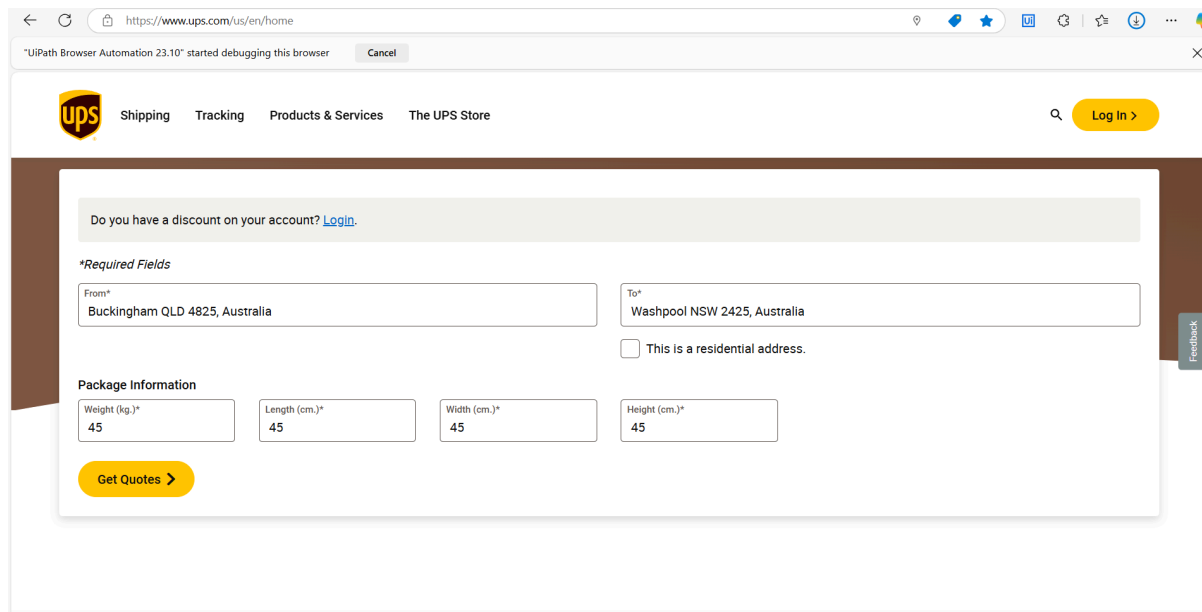 https://www.ups.com/us/en/home
Ui
"UiPath Browser Automation 23.10" started debugging this browser Cancel
ups Shipping Tracking Products & Services The UPS Store Log In >
Do you have a discount on your account? Login.
*Required Fields
From*
Buckingham QLD 4825, Australia
To*
Washpool NSW 2425, Australia
This is a residential address.
Feedback
Package Information
Weight (kg.)*
45
Length (cm.)*
45
Width (cm.)*
45
Height (cm.)*
45
Get Quotes